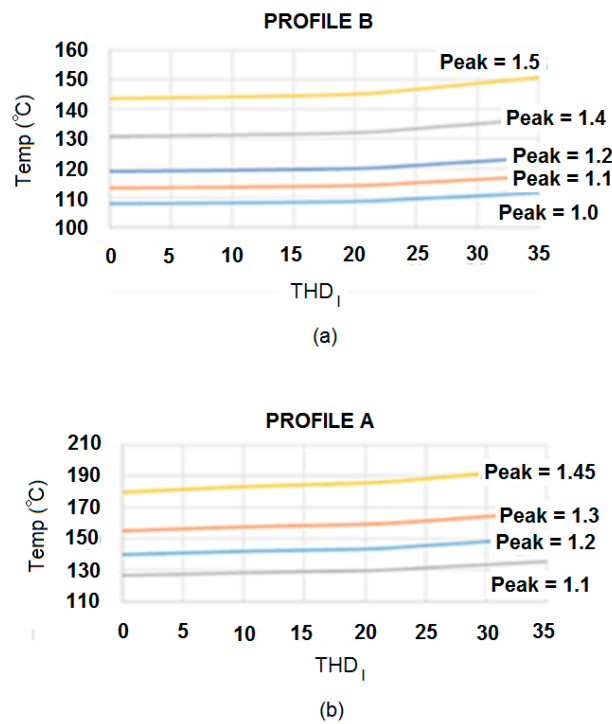 PROFILE B
160
150
140
130
120
110
100
Temp (°C)
Peak = 1.5
Peak = 1.4
Peak = 1.2
Peak = 1.1
Peak = 1.0
0 5 10 15 20 25 30 35
THD I
(a)
PROFILE A
210
190
170
150
130
110
Temp (°C)
Peak = 1.45
Peak = 1.3
Peak = 1.2
Peak = 1.1
0 5 10 15 20 25 30 35
THD I
(b)